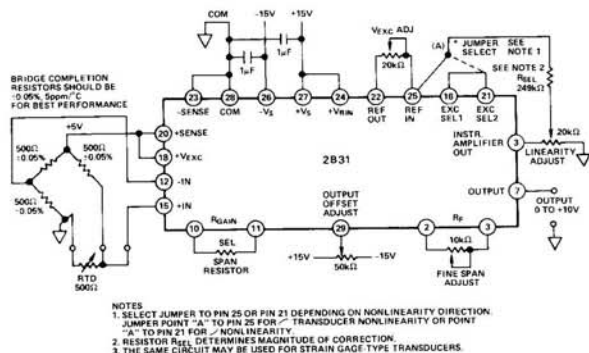 COM
-15V
+15V
1μF
1μF
VEXC ADJ
20kΩ
(A)
* JUMPER SELECT
SEE NOTE 1
SEE NOTE 2
RSEL
249kΩ
BRIDGE COMPLETION
RESISTORS SHOULD BE
±0.05%, 5ppm/°C
FOR BEST PERFORMANCE
23
28
26
27
24
22
25
16
21
-SENSE
COM
-VS
+VS
+VRIN
REF OUT
REF IN
EXC SEL1
EXC SEL2
+5V
500Ω
±0.05%
500Ω
±0.05%
500Ω
±0.05%
RTD
500Ω
20
+SENSE
18
+VEXC
12
-IN
15
+IN
2B31
INSTR.
AMPLIFIER
OUT
3
20kΩ
LINEARITY
ADJUST
OUTPUT
7
OUTPUT
0 TO +10V
RGAIN
OUTPUT
OFFSET
ADJUST
RF
10
11
29
2
3
SEL
SPAN
RESISTOR
+15V
-15V
50kΩ
10kΩ
FINE SPAN
ADJUST
NOTES
1. SELECT JUMPER TO PIN 25 OR PIN 21 DEPENDING ON NONLINEARITY DIRECTION.
JUMPER POINT "A" TO PIN 25 FOR TRANSDUCER NONLINEARITY OR POINT
"A" TO PIN 21 FOR NONLINEARITY.
2. RESISTOR RSEL DETERMINES MAGNITUDE OF CORRECTION.
3. THE SAME CIRCUIT MAY BE USED FOR STRAIN GAGE-TYPE TRANSDUCERS.